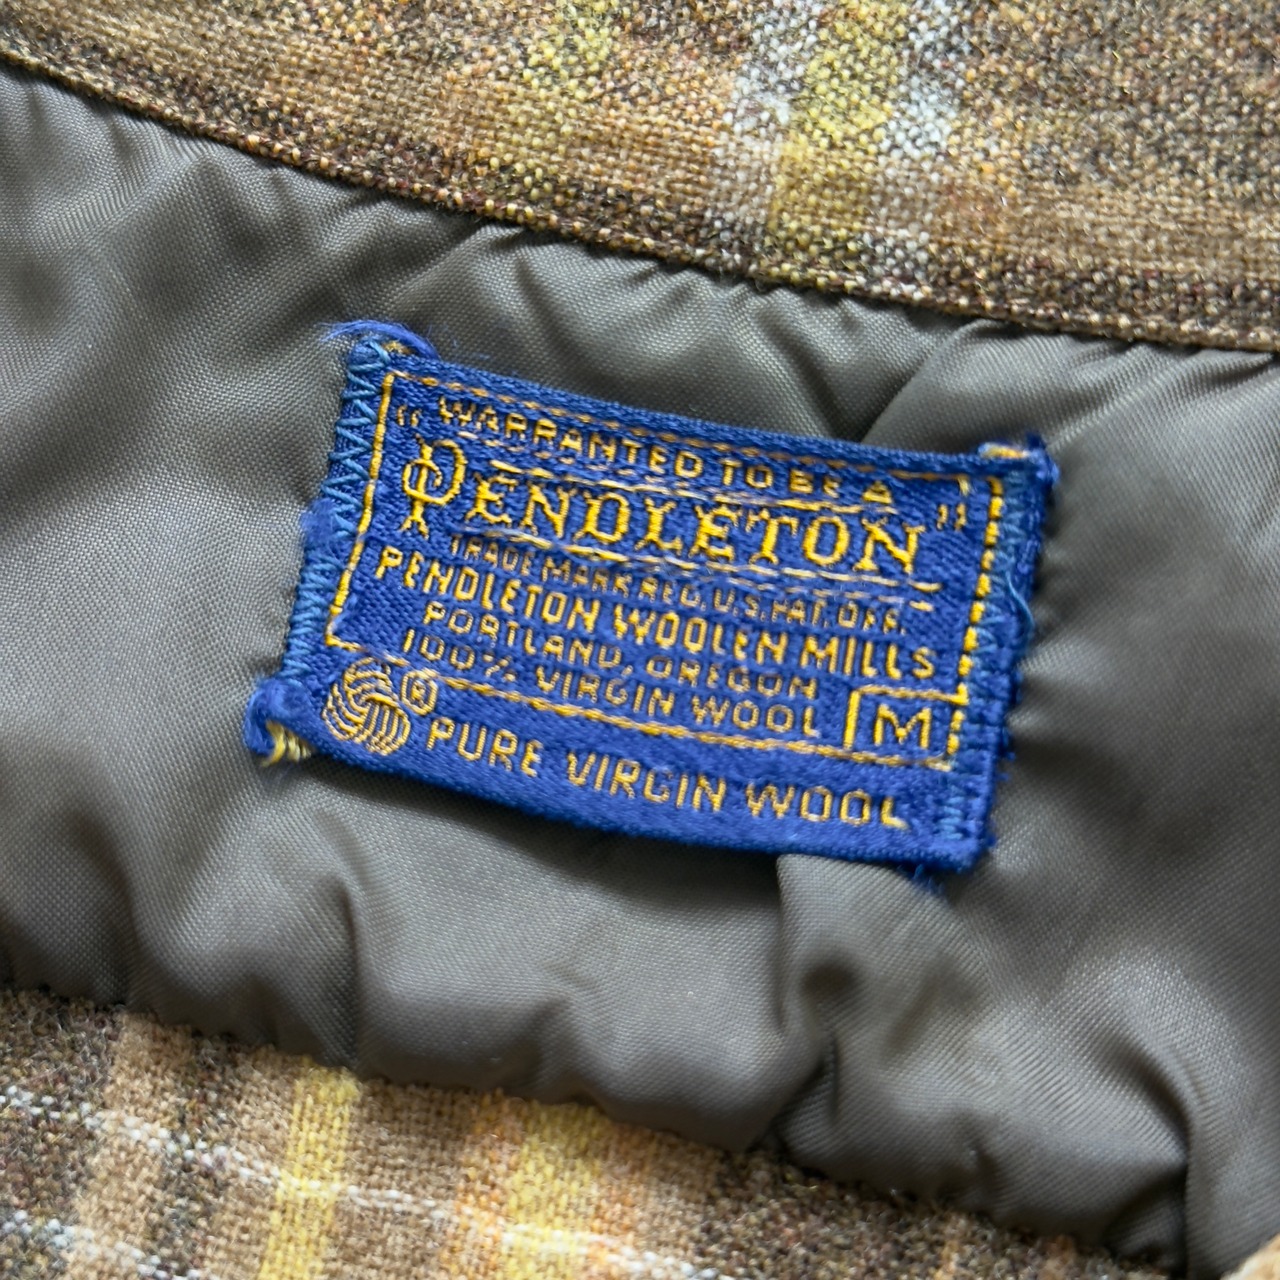 "WARRANTED TO BE A
PENDLETON"
TRADE MARK REG. U.S. PAT. OFF.
PENDLETON WOOLEN MILLS
PORTLAND, OREGON
100% VIRGIN WOOL
M
® PURE VIRGIN WOOL